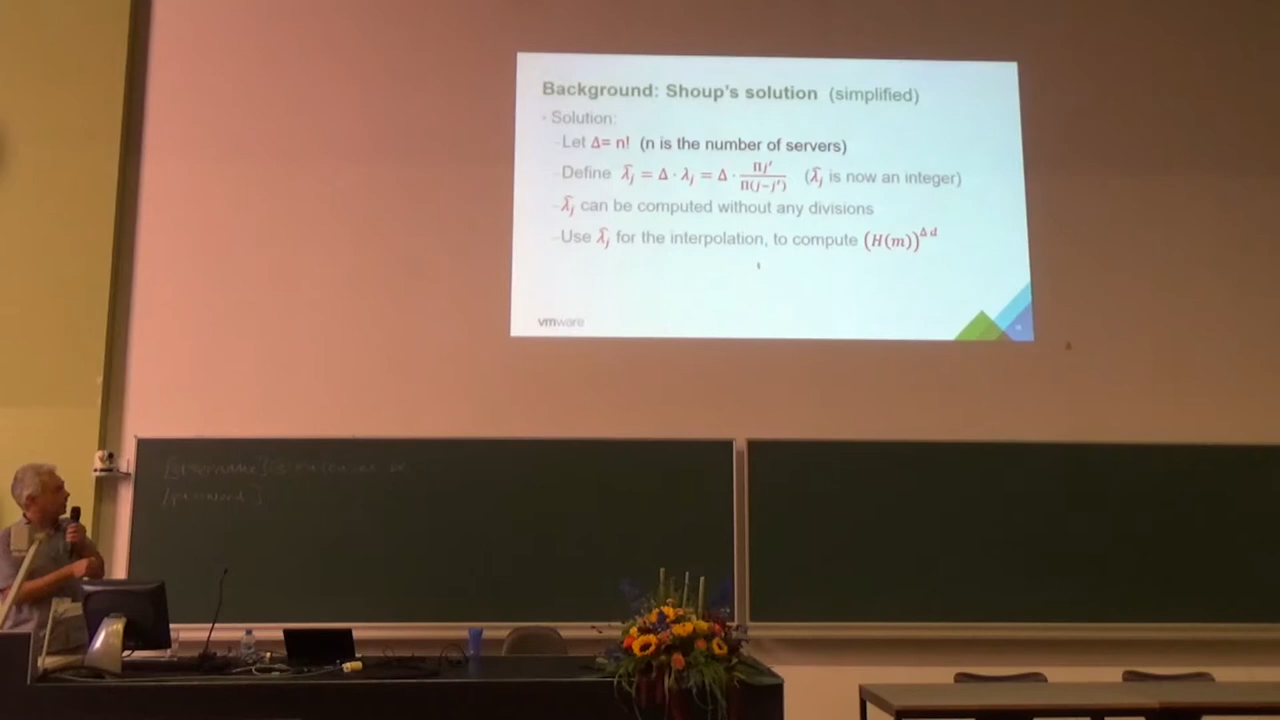 Background: Shoup's solution (simplified)
• Solution:
–Let Δ= n! (n is the number of servers)
–Define λ̃ⱼ = Δ · λⱼ = Δ · Πj′ / Π(j−j′) (λ̃ⱼ is now an integer)
–λ̃ⱼ can be computed without any divisions
–Use λ̃ⱼ for the interpolation, to compute (H(m))^Δ d
vmware